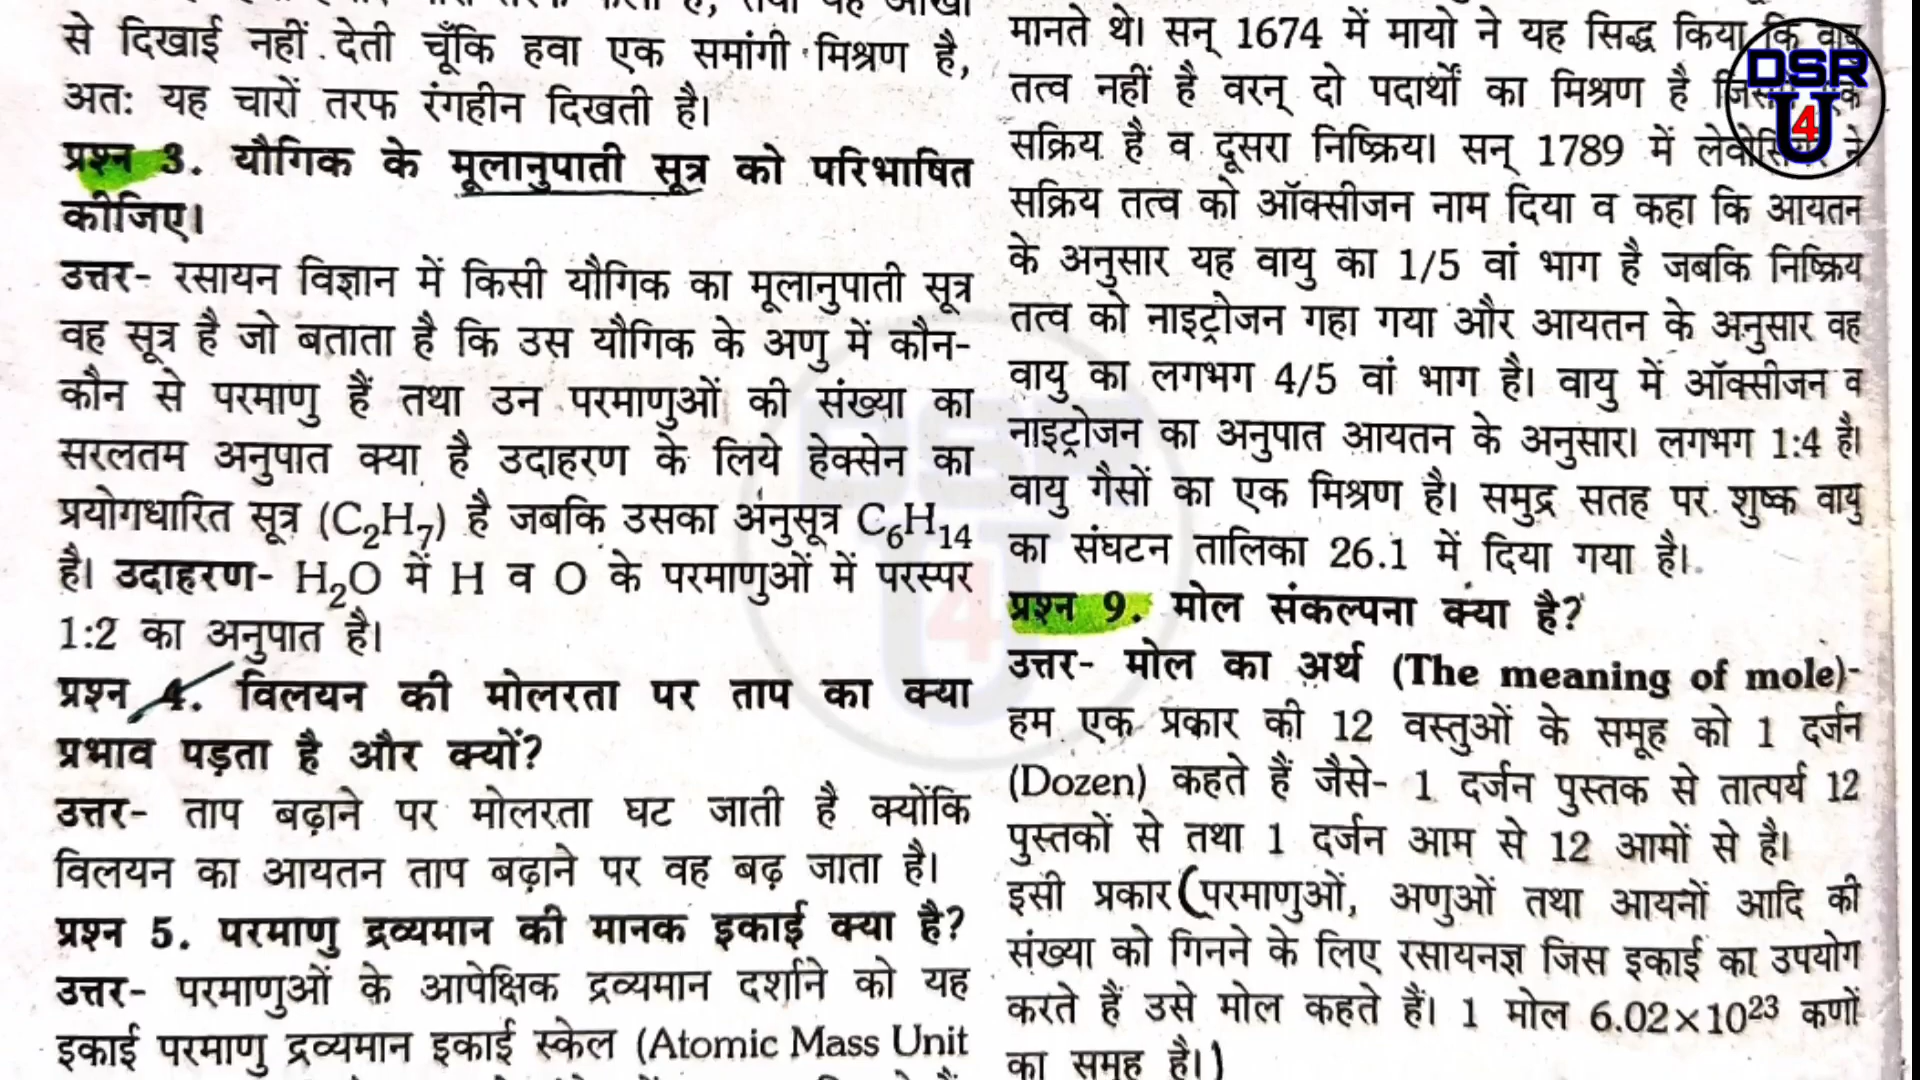 से दिखाई नहीं देती चूँकि हवा एक समांगी मिश्रण है,
अतः यह चारों तरफ रंगहीन दिखती है।
प्रश्न 3. यौगिक के मूलानुपाती सूत्र को परिभाषित
कीजिए।
उत्तर- रसायन विज्ञान में किसी यौगिक का मूलानुपाती सूत्र
वह सूत्र है जो बताता है कि उस यौगिक के अणु में कौन-
कौन से परमाणु हैं तथा उन परमाणुओं की संख्या का
सरलतम अनुपात क्या है उदाहरण के लिये हेक्सेन का
प्रयोगधारित सूत्र (C₂H₇) है जबकि उसका अंनुसूत्र C₆H₁₄
है। उदाहरण- H₂O में H व O के परमाणुओं में परस्पर
1:2 का अनुपात है।
प्रश्न 4. विलयन की मोलरता पर ताप का क्या
प्रभाव पड़ता है और क्यों?
उत्तर- ताप बढ़ाने पर मोलरता घट जाती है क्योंकि
विलयन का आयतन ताप बढ़ाने पर वह बढ़ जाता है।
प्रश्न 5. परमाणु द्रव्यमान की मानक इकाई क्या है?
उत्तर- परमाणुओं के आपेक्षिक द्रव्यमान दर्शाने को यह
इकाई परमाणु द्रव्यमान इकाई स्केल (Atomic Mass Unit
मानते थे। सन् 1674 में मायो ने यह सिद्ध किया कि वायु
तत्व नहीं है वरन् दो पदार्थों का मिश्रण है
सक्रिय है व दूसरा निष्क्रिय। सन् 1789 में ने
सक्रिय तत्व को ऑक्सीजन नाम दिया व कहा कि आयतन
के अनुसार यह वायु का 1/5 वां भाग है जबकि निष्क्रिय
तत्व को नाइट्रोजन गहा गया और आयतन के अनुसार वह
वायु का लगभग 4/5 वां भाग है। वायु में ऑक्सीजन व
नाइट्रोजन का अनुपात आयतन के अनुसार। लगभग 1:4 है।
वायु गैसों का एक मिश्रण है। समुद्र सतह पर शुष्क वायु
का संघटन तालिका 26.1 में दिया गया है।
प्रश्न 9. मोल संकल्पना क्या है?
उत्तर- मोल का अर्थ (The meaning of mole)-
हम एक प्रकार की 12 वस्तुओं के समूह को 1 दर्जन
(Dozen) कहते हैं जैसे- 1 दर्जन पुस्तक से तात्पर्य 12
पुस्तकों से तथा 1 दर्जन आम से 12 आमों से है।
इसी प्रकार (परमाणुओं, अणुओं तथा आयनों आदि की
संख्या को गिनने के लिए रसायनज्ञ जिस इकाई का उपयोग
करते हैं उसे मोल कहते हैं। 1 मोल 6.02×10²³ कणों
का समूह है।)
DSR
U
4